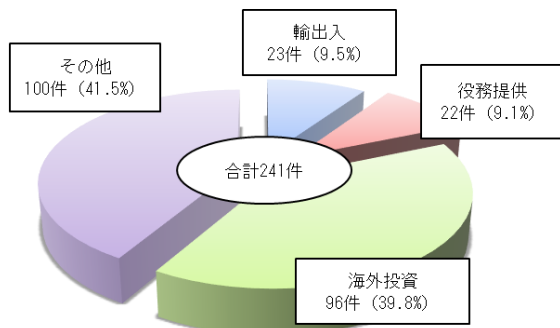 輸出入
23件 (9.5%)
役務提供
22件 (9.1%)
海外投資
96件 (39.8%)
その他
100件 (41.5%)
合計241件